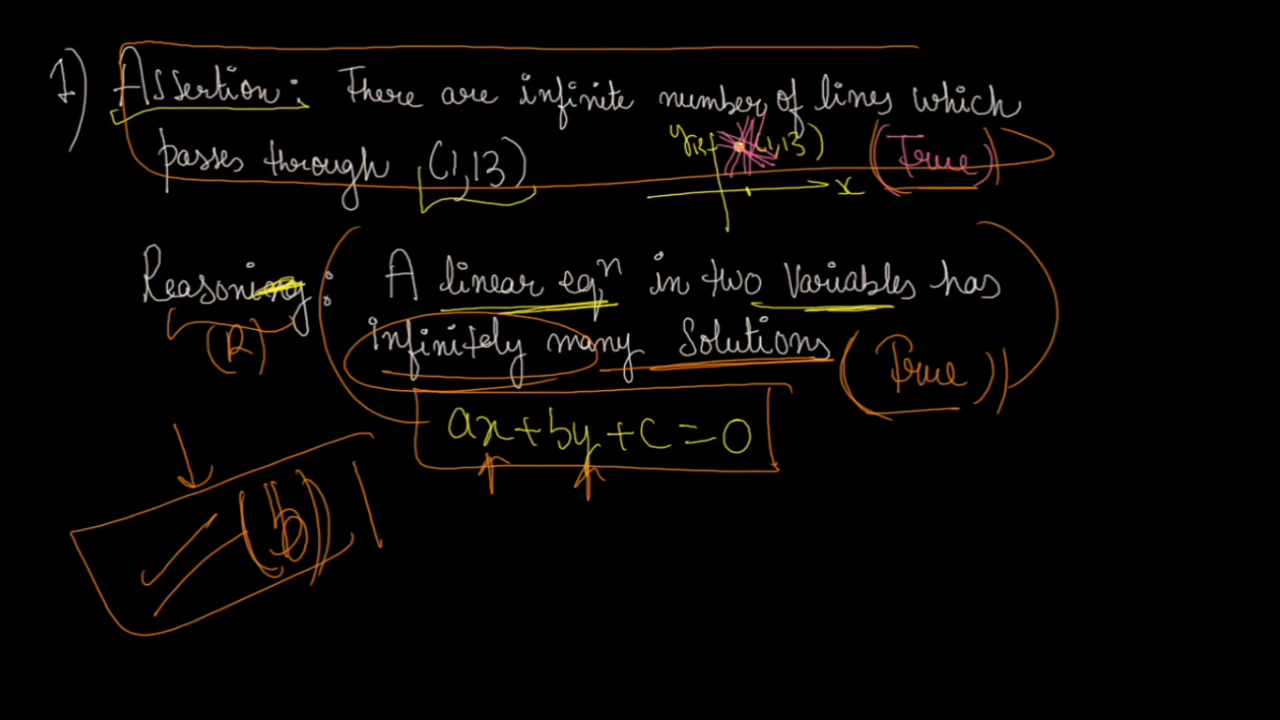 1) Assertion: There are infinite number of lines which
passes through (1,13)
y 13 (1,13) x
(True)
Reasoning: A linear eqⁿ in two variables has
infinitely many solutions
(R)
(True)
ax+by+c=0
(b)